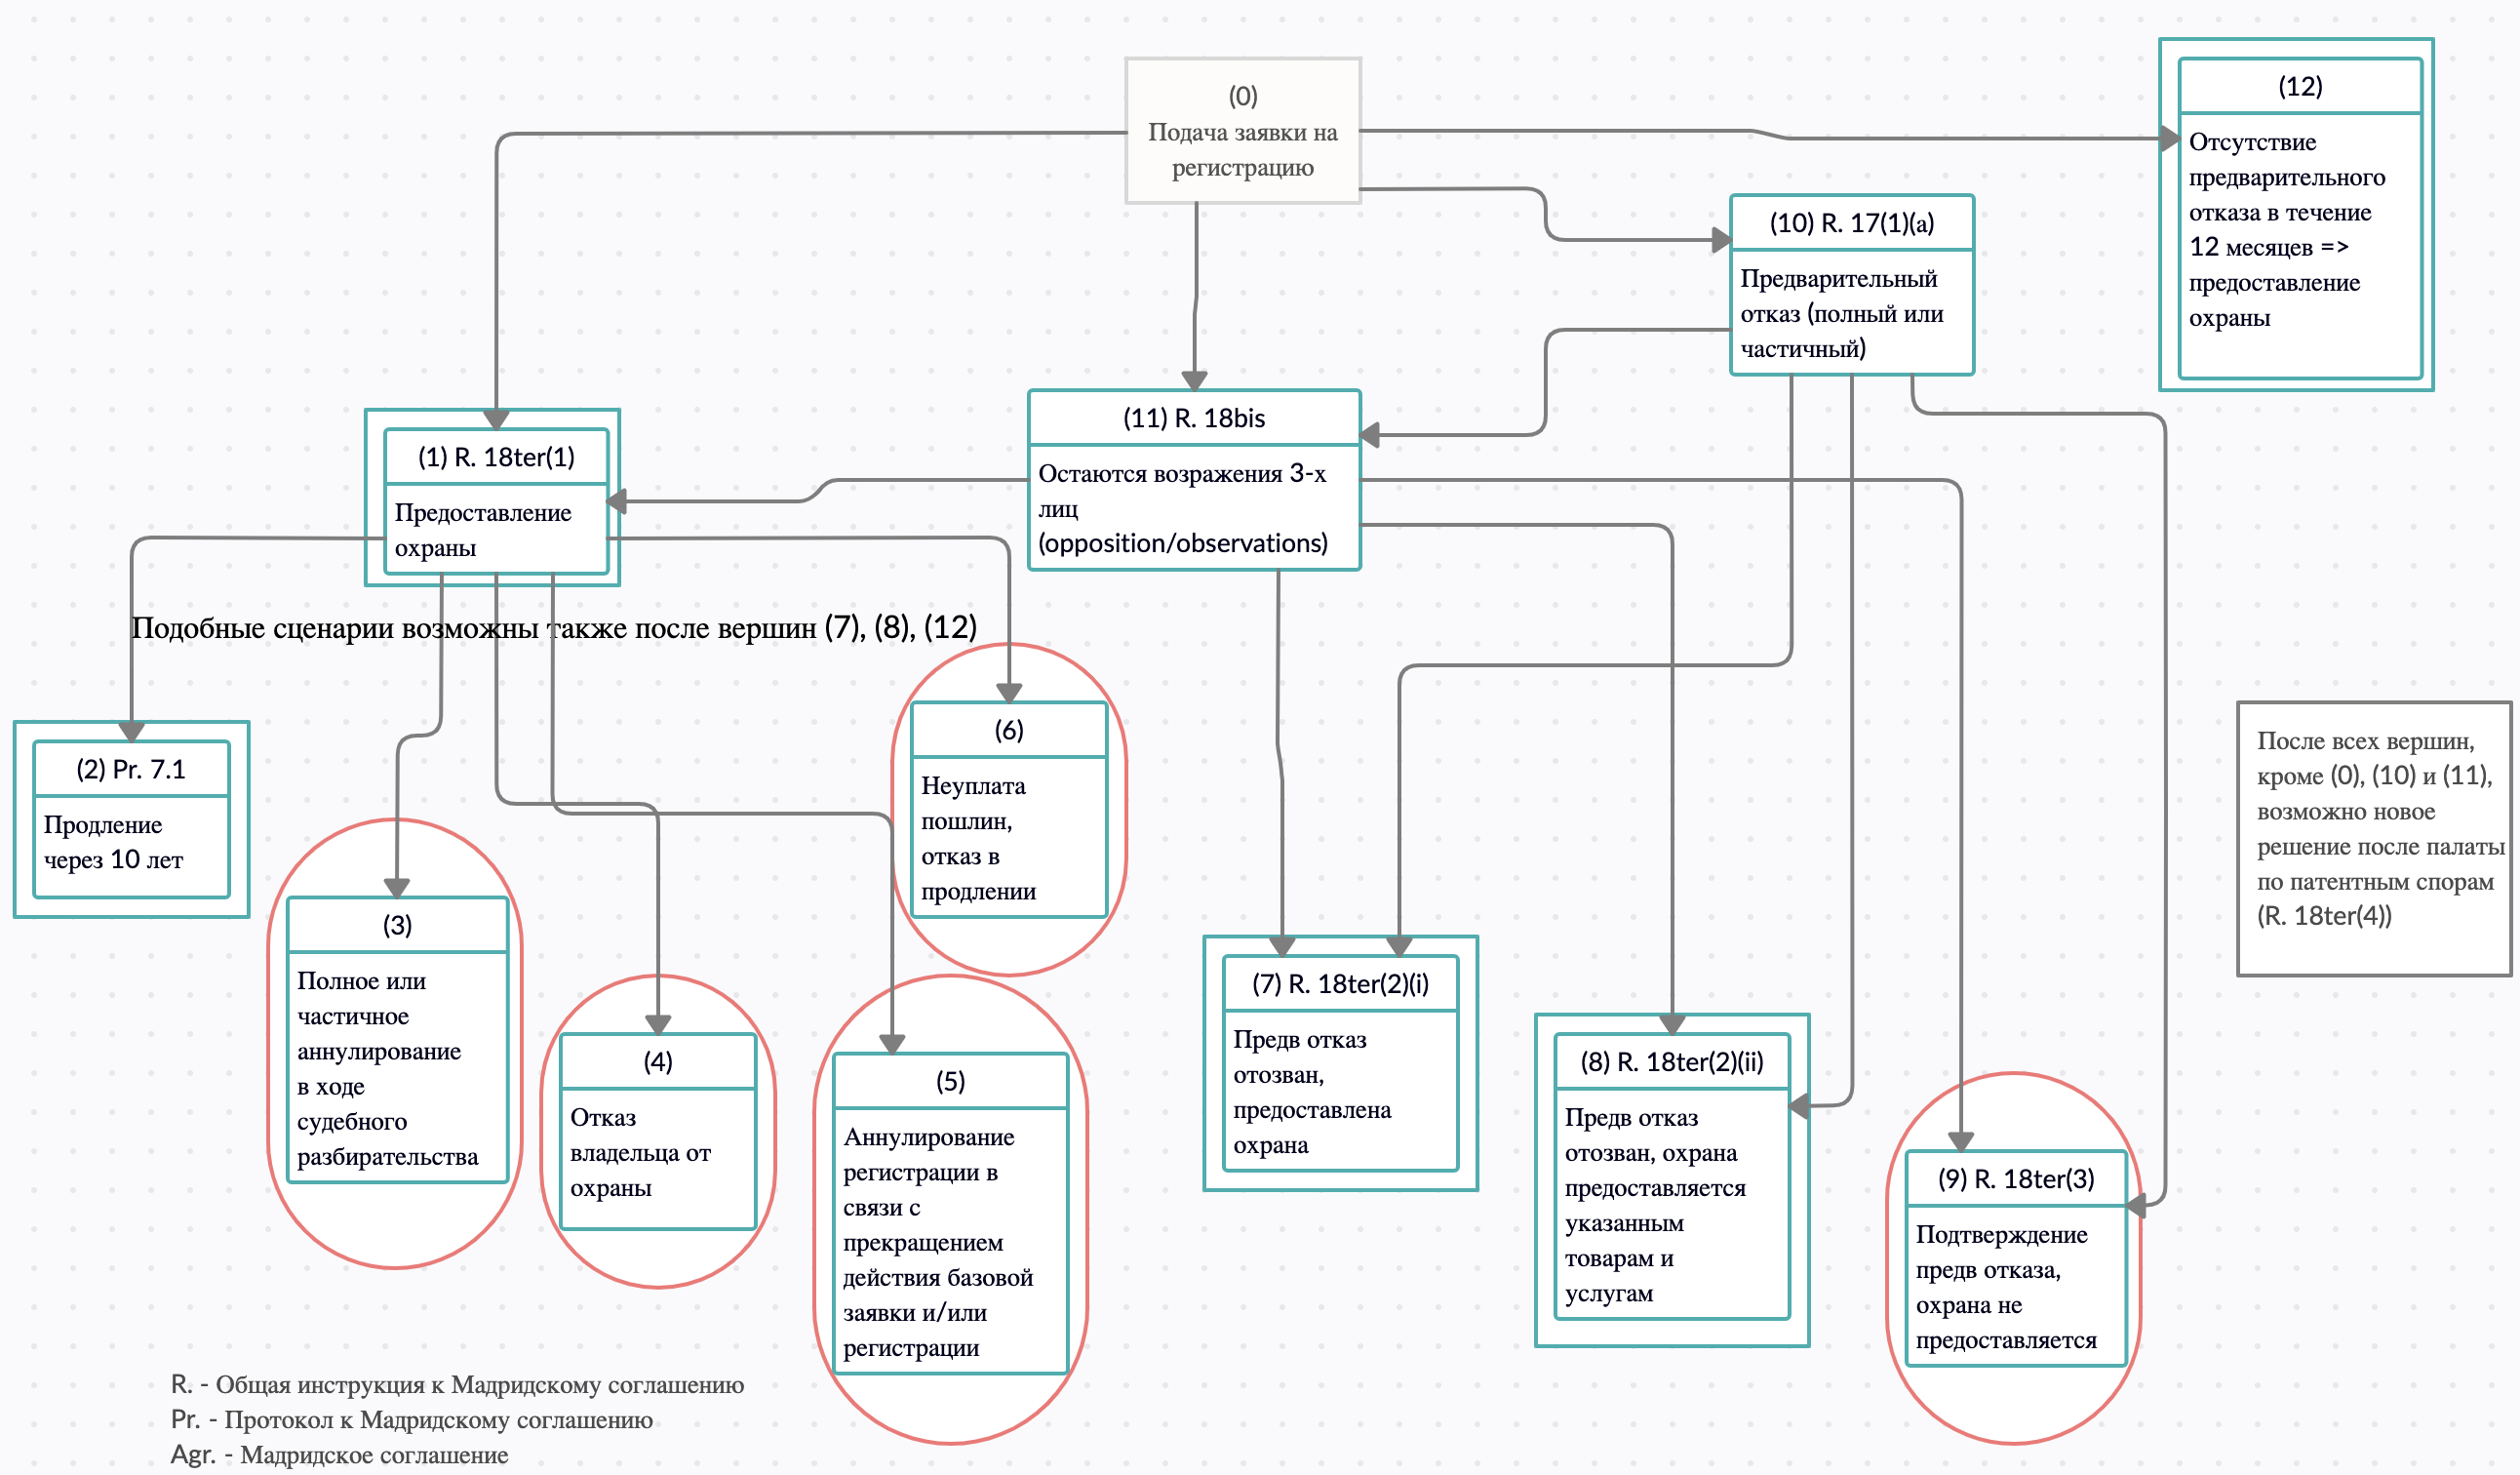 (0)
Подача заявки на
регистрацию
(12)
Отсутствие
предварительного
отказа в течение
12 месяцев =>
предоставление
охраны
(10) R. 17(1)(a)
Предварительный
отказ (полный или
частичный)
(11) R. 18bis
Остаются возражения 3-х
лиц
(opposition/observations)
(1) R. 18ter(1)
Предоставление
охраны
Подобные сценарии возможны также после вершин (7), (8), (12)
(2) Pr. 7.1
Продление
через 10 лет
(3)
Полное или
частичное
аннулирование
в ходе
судебного
разбирательства
(4)
Отказ
владельца от
охраны
(5)
Аннулирование
регистрации в
связи с
прекращением
действия базовой
заявки и/или
регистрации
(6)
Неуплата
пошлин,
отказ в
продлении
(7) R. 18ter(2)(i)
Предв отказ
отозван,
предоставлена
охрана
(8) R. 18ter(2)(ii)
Предв отказ
отозван, охрана
предоставляется
указанным
товарам и
услугам
(9) R. 18ter(3)
Подтверждение
предв отказа,
охрана не
предоставляется
После всех вершин,
кроме (0), (10) и (11),
возможно новое
решение после палаты
по патентным спорам
(R. 18ter(4))
R. - Общая инструкция к Мадридскому соглашению
Pr. - Протокол к Мадридскому соглашению
Agr. - Мадридское соглашение